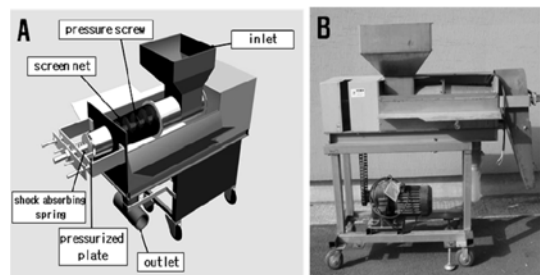 A
pressure screw
inlet
screen net
shock absorbing
spring
pressurized
plate
outlet
B